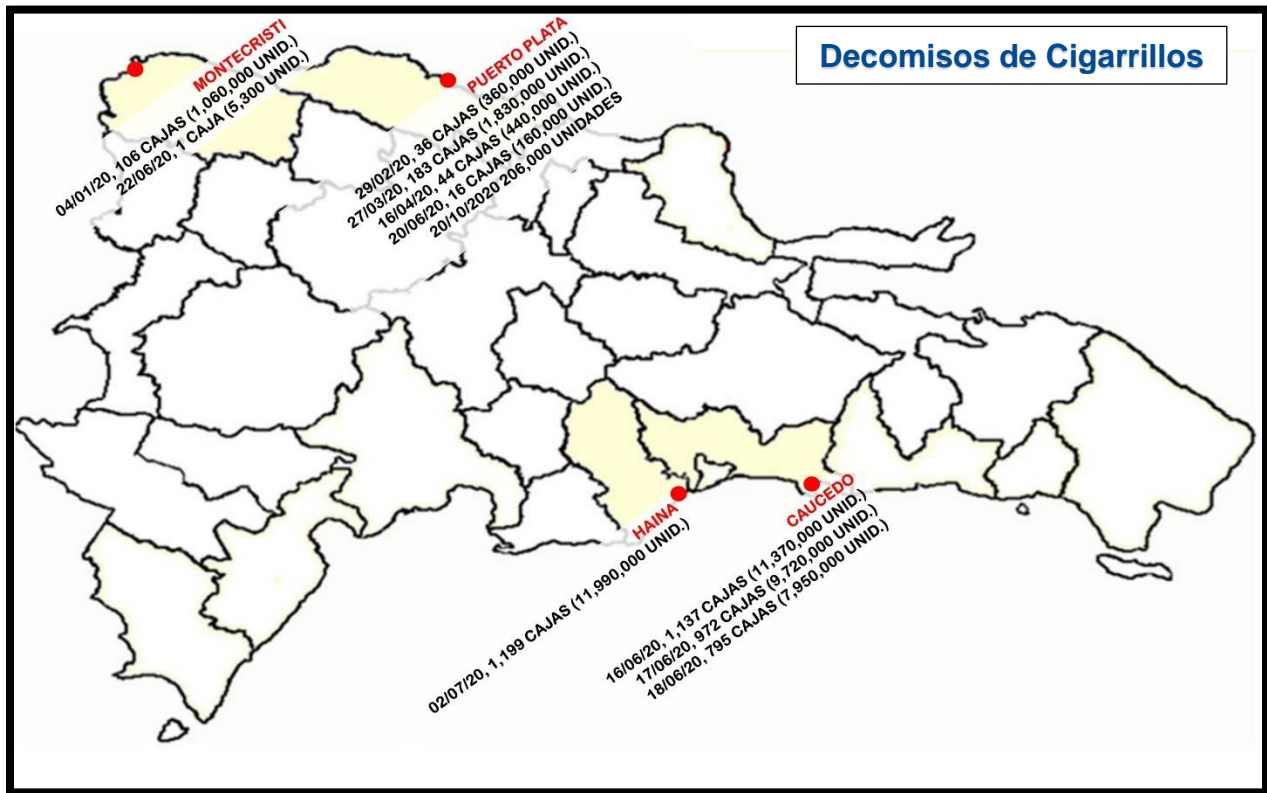 Decomisos de Cigarrillos
MONTECRISTI
04/01/20, 106 CAJAS (1,060,000 UNID.)
22/06/20, 1 CAJA (5,300 UNID.)
PUERTO PLATA
29/02/20, 36 CAJAS (360,000 UNID.)
27/03/20, 183 CAJAS (1,830,000 UNID.)
16/04/20, 44 CAJAS (440,000 UNID.)
20/06/20, 16 CAJAS (160,000 UNID.)
20/10/2020 206,000 UNIDADES
HAINA
02/07/20, 1,199 CAJAS (11,990,000 UNID.)
CAUCEDO
16/06/20, 1,137 CAJAS (11,370,000 UNID.)
17/06/20, 972 CAJAS (9,720,000 UNID.)
18/06/20, 795 CAJAS (7,950,000 UNID.)